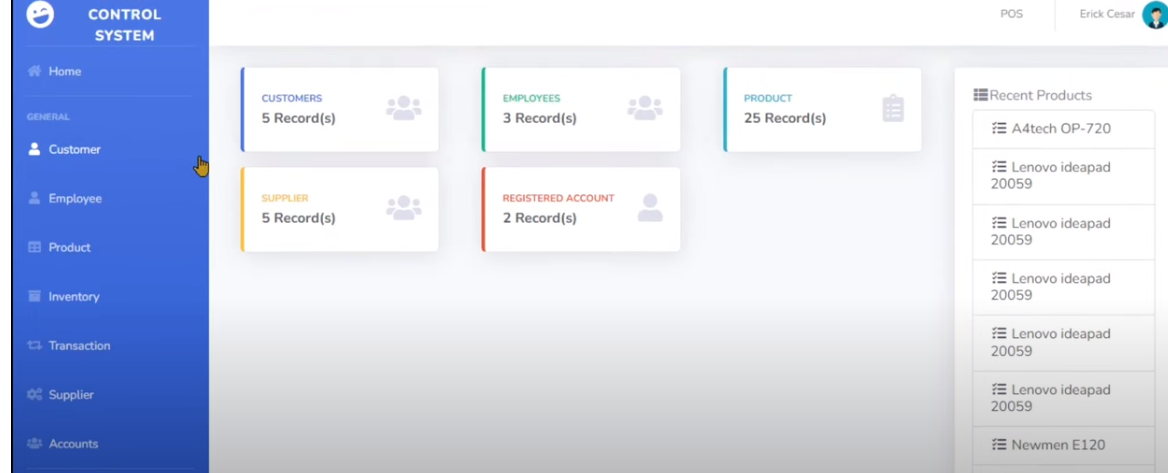 CONTROL
SYSTEM
POS
Erick Cesar
Home
GENERAL
Customer
Employee
Product
Inventory
Transaction
Supplier
Accounts
CUSTOMERS
5 Record(s)
EMPLOYEES
3 Record(s)
PRODUCT
25 Record(s)
SUPPLIER
5 Record(s)
REGISTERED ACCOUNT
2 Record(s)
Recent Products
A4tech OP-720
Lenovo ideapad
20059
Lenovo ideapad
20059
Lenovo ideapad
20059
Lenovo ideapad
20059
Lenovo ideapad
20059
Newmen E120